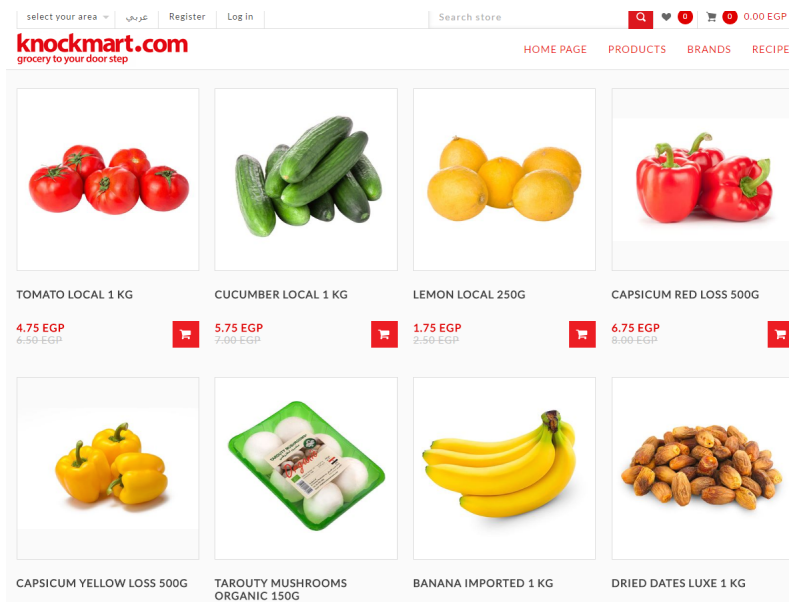 select your area
عربي
Register
Log in
Search store
0
0
0.00 EGP
knockmart.com
grocery to your door step
HOME PAGE
PRODUCTS
BRANDS
RECIPE
TOMATO LOCAL 1 KG
CUCUMBER LOCAL 1 KG
LEMON LOCAL 250G
CAPSICUM RED LOSS 500G
4.75 EGP
6.50 EGP
5.75 EGP
7.00 EGP
1.75 EGP
2.50 EGP
6.75 EGP
8.00 EGP
TAROUTY MUSHROOMS
Organic
CAPSICUM YELLOW LOSS 500G
TAROUTY MUSHROOMS
ORGANIC 150G
BANANA IMPORTED 1 KG
DRIED DATES LUXE 1 KG